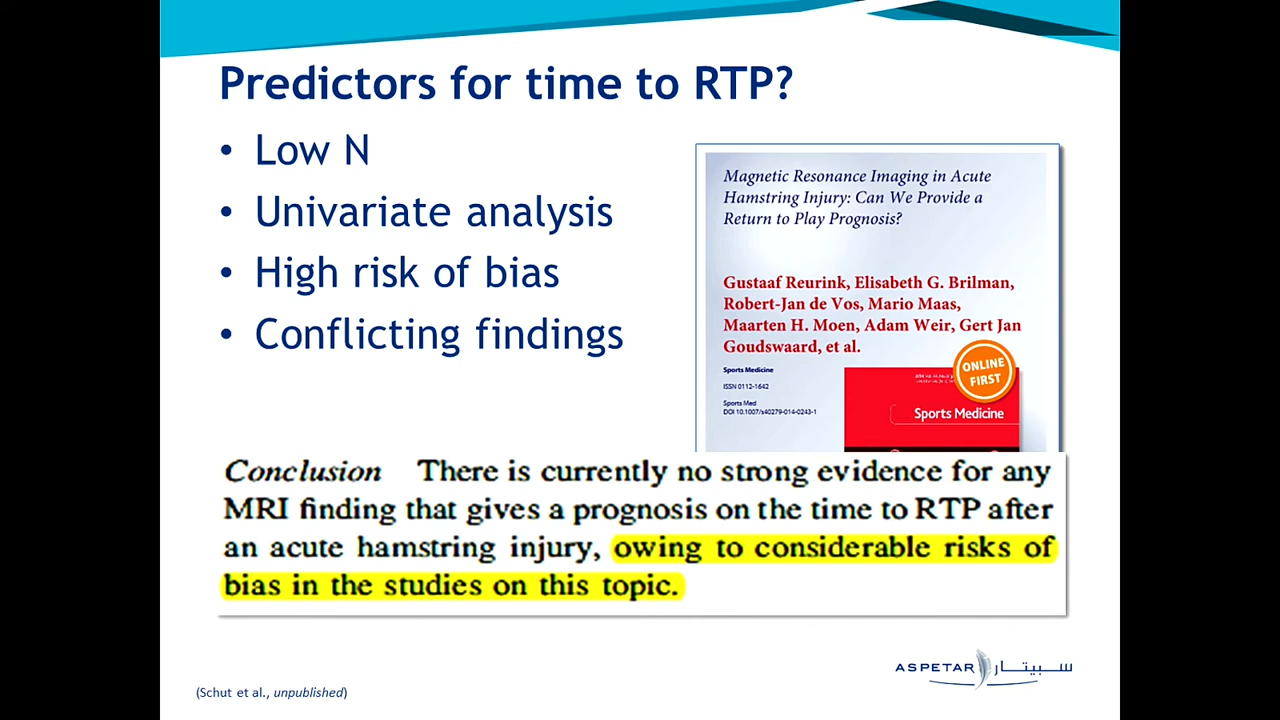 Predictors for time to RTP?
• Low N
• Univariate analysis
• High risk of bias
• Conflicting findings
Magnetic Resonance Imaging in Acute
Hamstring Injury: Can We Provide a
Return to Play Prognosis?
Gustaaf Reurink, Elisabeth G. Brilman,
Robert-Jan de Vos, Mario Maas,
Maarten H. Moen, Adam Weir, Gert Jan
Goudswaard, et al.
Sports Medicine
ISSN 0112-1642
Sports Med
DOI 10.1007/s40279-014-0243-1
ONLINE
FIRST
Sports Medicine
Conclusion There is currently no strong evidence for any
MRI finding that gives a prognosis on the time to RTP after
an acute hamstring injury, owing to considerable risks of
bias in the studies on this topic.
ASPETAR سبيتار
(Schut et al., unpublished)